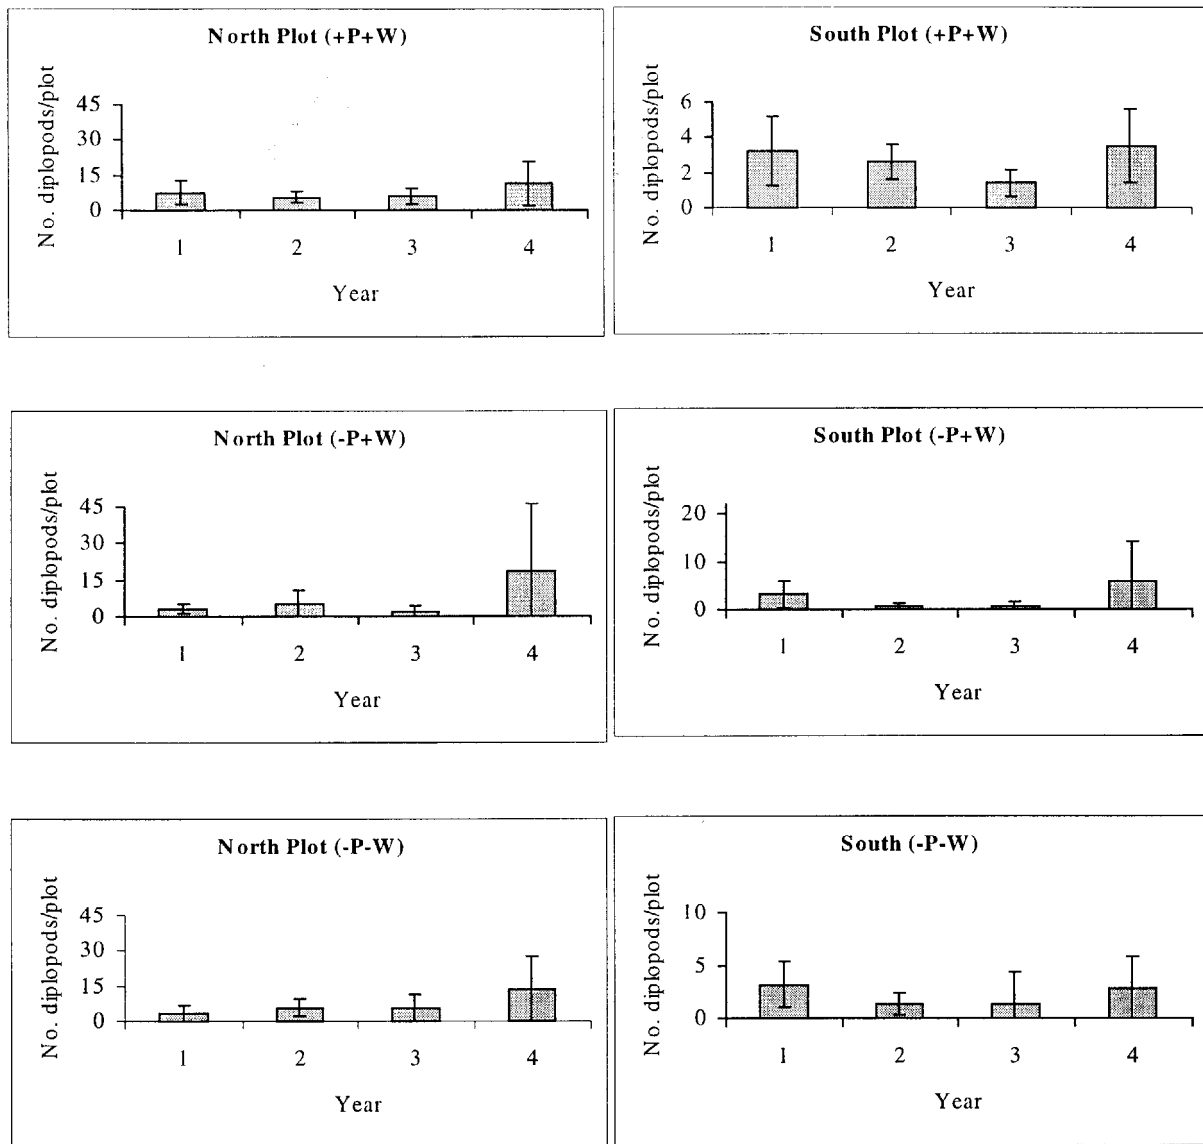 North Plot (+P+W)
No. diplopods/plot
45
30
15
0
1 2 3 4
Year
South Plot (+P+W)
No. diplopods/plot
6
4
2
0
1 2 3 4
Year
North Plot (-P+W)
No. diplopods/plot
45
30
15
0
1 2 3 4
Year
South Plot (-P+W)
No. diplopods/plot
20
10
0
1 2 3 4
Year
North Plot (-P-W)
No. diplopods/plot
45
30
15
0
1 2 3 4
Year
South (-P-W)
No. diplopods/plot
10
5
0
1 2 3 4
Year